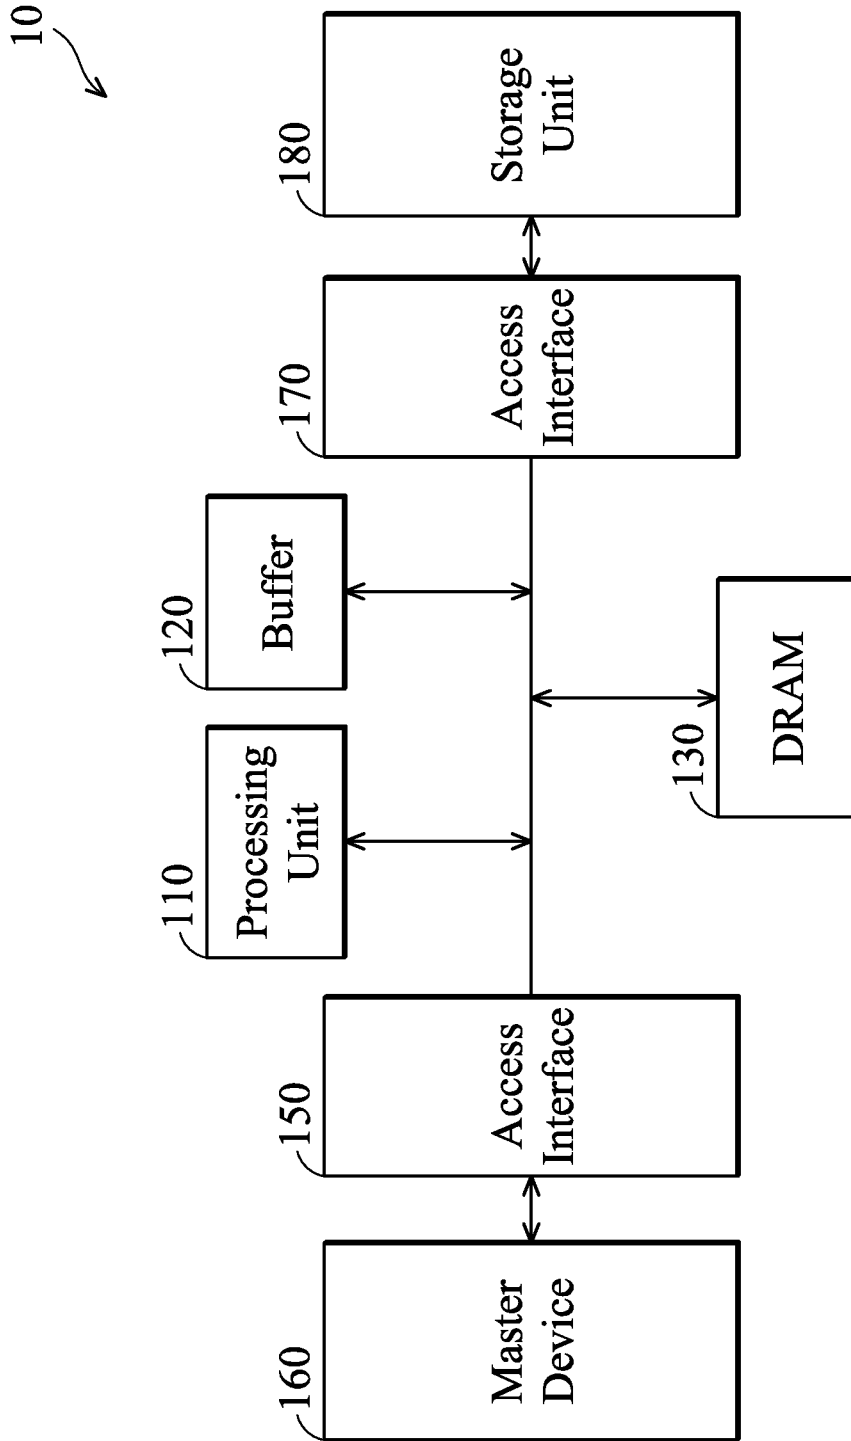 10
160
Master
Device
150
Access
Interface
110
Processing
Unit
120
Buffer
130
DRAM
170
Access
Interface
180
Storage
Unit